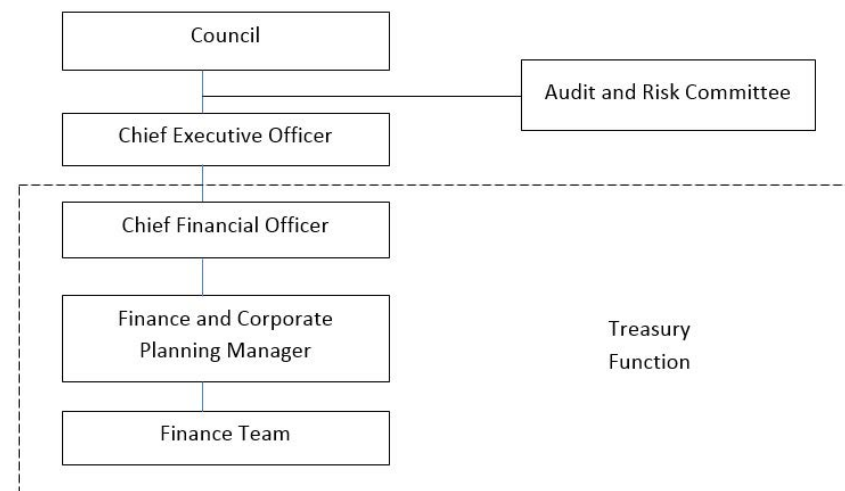 Council
Audit and Risk Committee
Chief Executive Officer
Chief Financial Officer
Finance and Corporate
Planning Manager
Treasury
Function
Finance Team